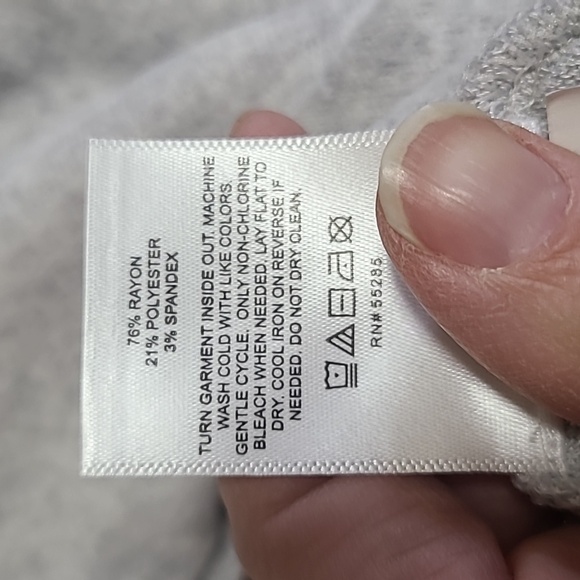 76% RAYON
21% POLYESTER
3% SPANDEX
TURN GARMENT INSIDE OUT. MACHINE
WASH COLD WITH LIKE COLORS.
GENTLE CYCLE. ONLY NON-CHLORINE
BLEACH WHEN NEEDED. LAY FLAT TO
DRY. COOL IRON ON REVERSE IF
NEEDED. DO NOT DRY CLEAN.
RN# 55285